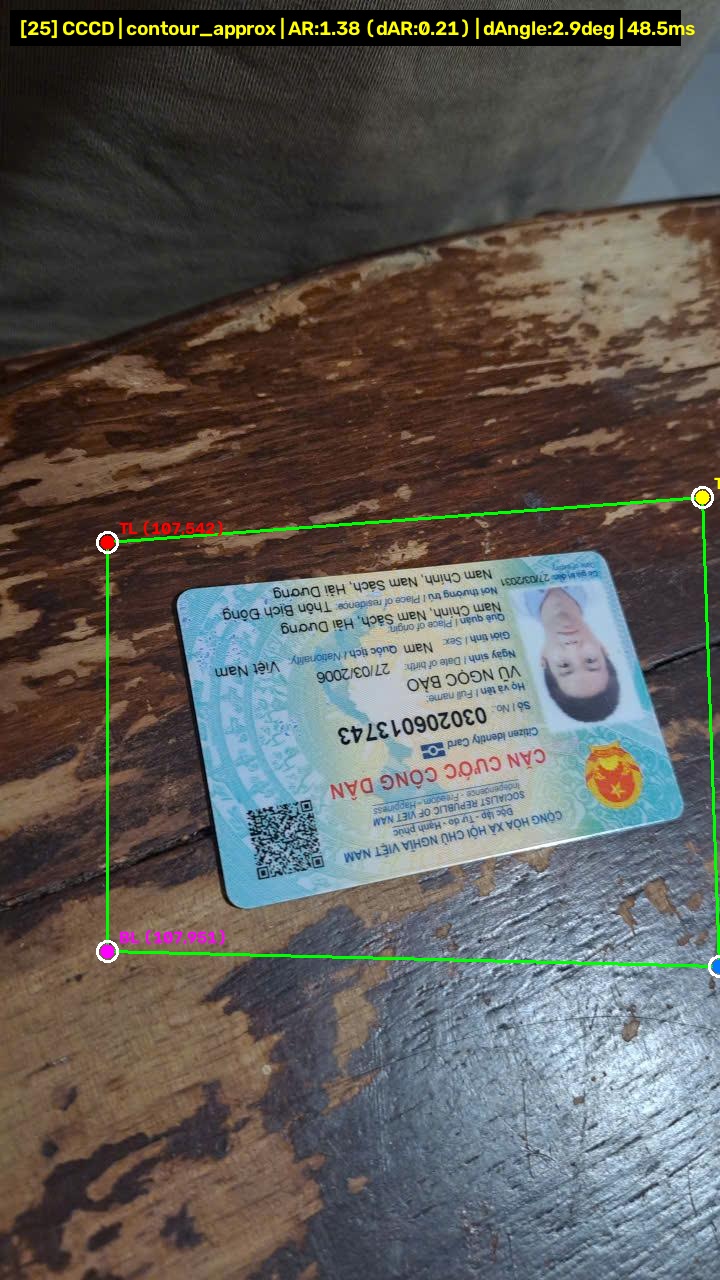 [25] CCCD | contour_approx | AR:1.38 (dAR:0.21) | dAngle:2.9deg | 48.5ms
TL (107,542)
T
BL (107,951)
CỘNG HÒA XÃ HỘI CHỦ NGHĨA VIỆT NAM
Độc lập - Tự do - Hạnh phúc
SOCIALIST REPUBLIC OF VIET NAM
Independence - Freedom - Happiness
CĂN CƯỚC CÔNG DÂN
Citizen Identity Card
Số / No.: 030206013743
Họ và tên / Full name:
VŨ NGỌC BẢO
Ngày sinh / Date of birth: 27/03/2006
Giới tính / Sex: Nam Quốc tịch / Nationality: Việt Nam
Quê quán / Place of origin:
Nam Chính, Nam Sách, Hải Dương
Nơi thường trú / Place of residence: Thôn Bịch Đông
Nam Chính, Nam Sách, Hải Dương
Có giá trị đến: 27/03/2031
Date of expiry